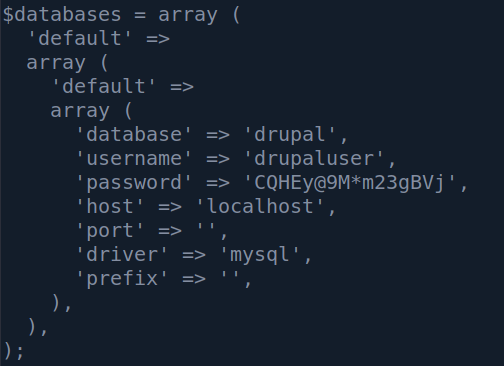 $databases = array (
  'default' =>
  array (
    'default' =>
    array (
      'database' => 'drupal',
      'username' => 'drupaluser',
      'password' => 'CQHEy@9M*m23gBVj',
      'host' => 'localhost',
      'port' => '',
      'driver' => 'mysql',
      'prefix' => '',
    ),
  ),
);